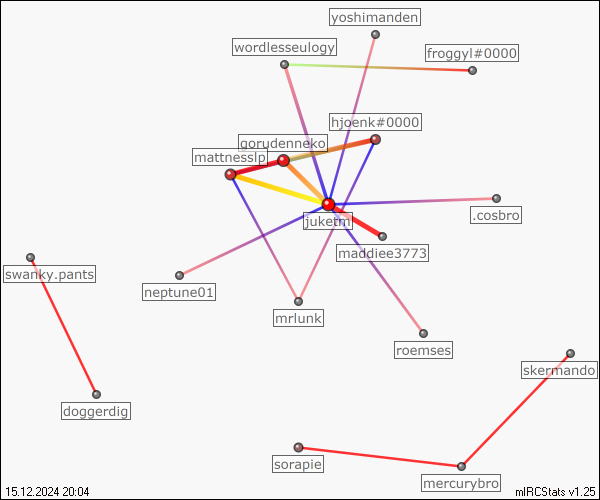 yoshimanden
wordlesseulogy
froggyl#0000
hjoenk#0000
gorudenneko
mattnesslp
.cosbro
jukethi
maddiee3773
swanky.pants
neptune01
mrlunk
roemses
skermando
doggerdig
sorapie
mercurybro
15.12.2024 20:04
mIRCStats v1.25